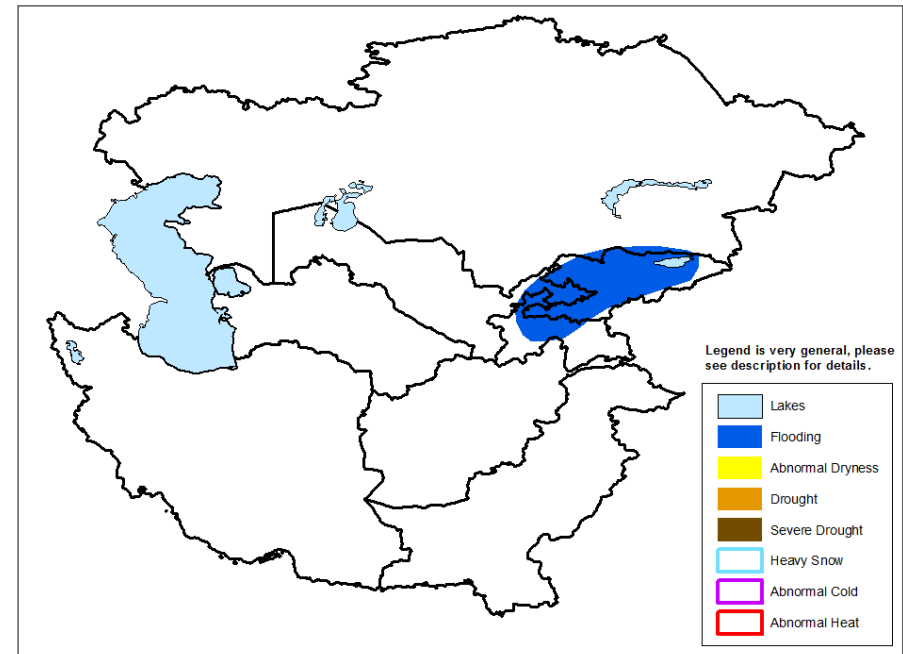 Legend is very general, please
see description for details.
Lakes
Flooding
Abnormal Dryness
Drought
Severe Drought
Heavy Snow
Abnormal Cold
Abnormal Heat